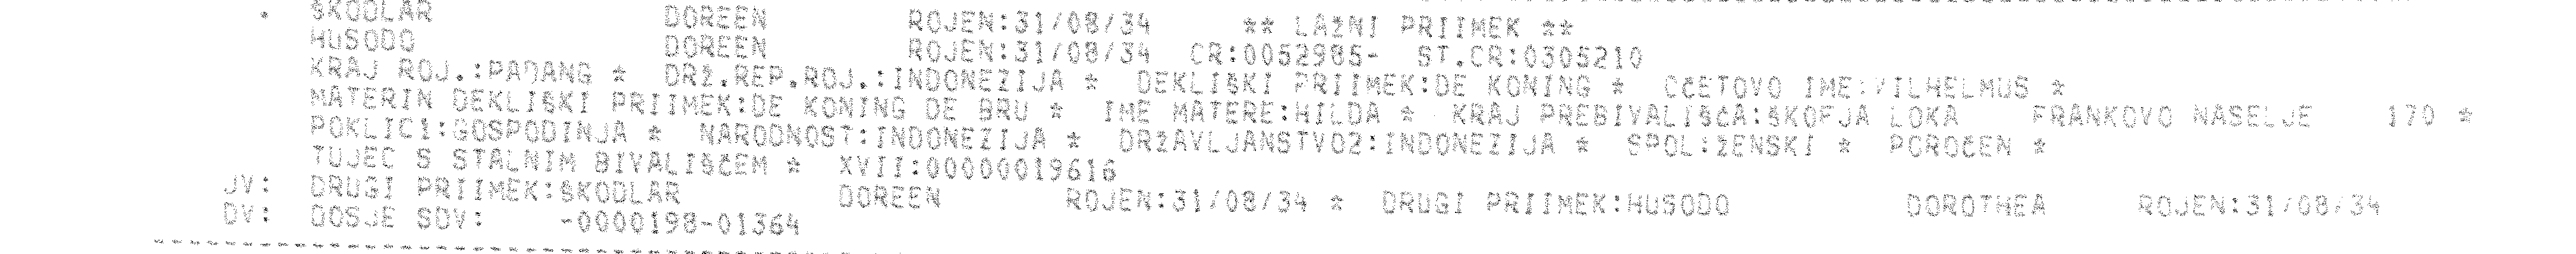 . ŠKODLAR DOREEN ROJEN:31/08/34 ** LAŽNI PRIIMEK **
HUSODO DOREEN ROJEN:31/08/34 CR:0052985- ST.CR:0305210
KRAJ ROJ.:PADANG * DRŽ.REP.ROJ.:INDONEZIJA * DEKLIŠKI PRIIMEK:DE KONING * OČETOVO IME:VILHELMUS *
MATERIN DEKLIŠKI PRIIMEK:DE KONING DE BRU * IME MATERE:HILDA * KRAJ PREBIVALIŠČA:ŠKOFJA LOKA FRANKOVO NASELJE 170 *
POKLIC1:GOSPODINJA * NARODNOST:INDONEZIJA * DRŽAVLJANSTVO2:INDONEZIJA * SPOL:ŽENSKI * POROČEN *
TUJEC S STALNIM BIVALIŠČEM * XVII:00000019616
JV: DRUGI PRIIMEK:ŠKODLAR DOREEN ROJEN:31/08/34 * DRUGI PRIIMEK:HUSODO DOROTHEA ROJEN:31/08/34
DV: DOSJE SDV: -0000198-01364